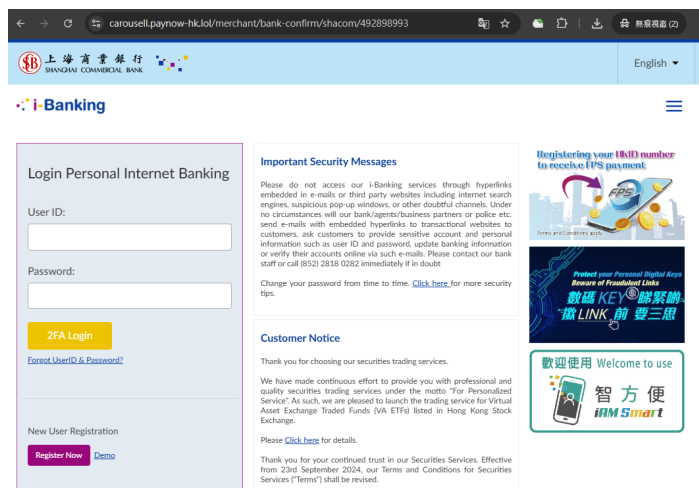 carousell.paynow-hk.lol/merchant/bank-confirm/shacom/492898993
無痕視窗 (2)
上海商業銀行
SHANGHAI COMMERCIAL BANK
English
i-Banking
Login Personal Internet Banking
User ID:
Password:
2FA Login
Forgot UserID & Password?
New User Registration
Register Now Demo
Important Security Messages
Please do not access our i-Banking services through hyperlinks
embedded in e-mails or third party websites including internet search
engines, suspicious pop-up windows, or other doubtful channels. Under
no circumstances will our bank/agents/business partners or police etc.
send e-mails with embedded hyperlinks to transactional websites to
customers, ask customers to provide sensitive account and personal
information such as user ID and password, update banking information
or verify their accounts online via such e-mails. Please contact our bank
staff or call (852) 2818 0282 immediately if in doubt
Change your password from time to time. Click here for more security
tips.
Customer Notice
Thank you for choosing our securities trading services.
We have made continuous effort to provide you with professional and
quality securities trading services under the motto "For Personalized
Service". As such, we are pleased to launch the trading service for Virtual
Asset Exchange Traded Funds (VA ETFs) listed in Hong Kong Stock
Exchange.
Please Click here for details.
Thank you for your continued trust in our Securities Services. Effective
from 23rd September 2024, our Terms and Conditions for Securities
Services ("Terms") shall be revised.
Registering your HKID number
to receive FPS payment
FPS
Terms and Conditions apply
Protect your Personal Digital Keys
Beware of Fraudulent Links
數碼 KEY 睇緊啲
撳 LINK 前 要三思
歡迎使用 Welcome to use
智方便
iAM Smart